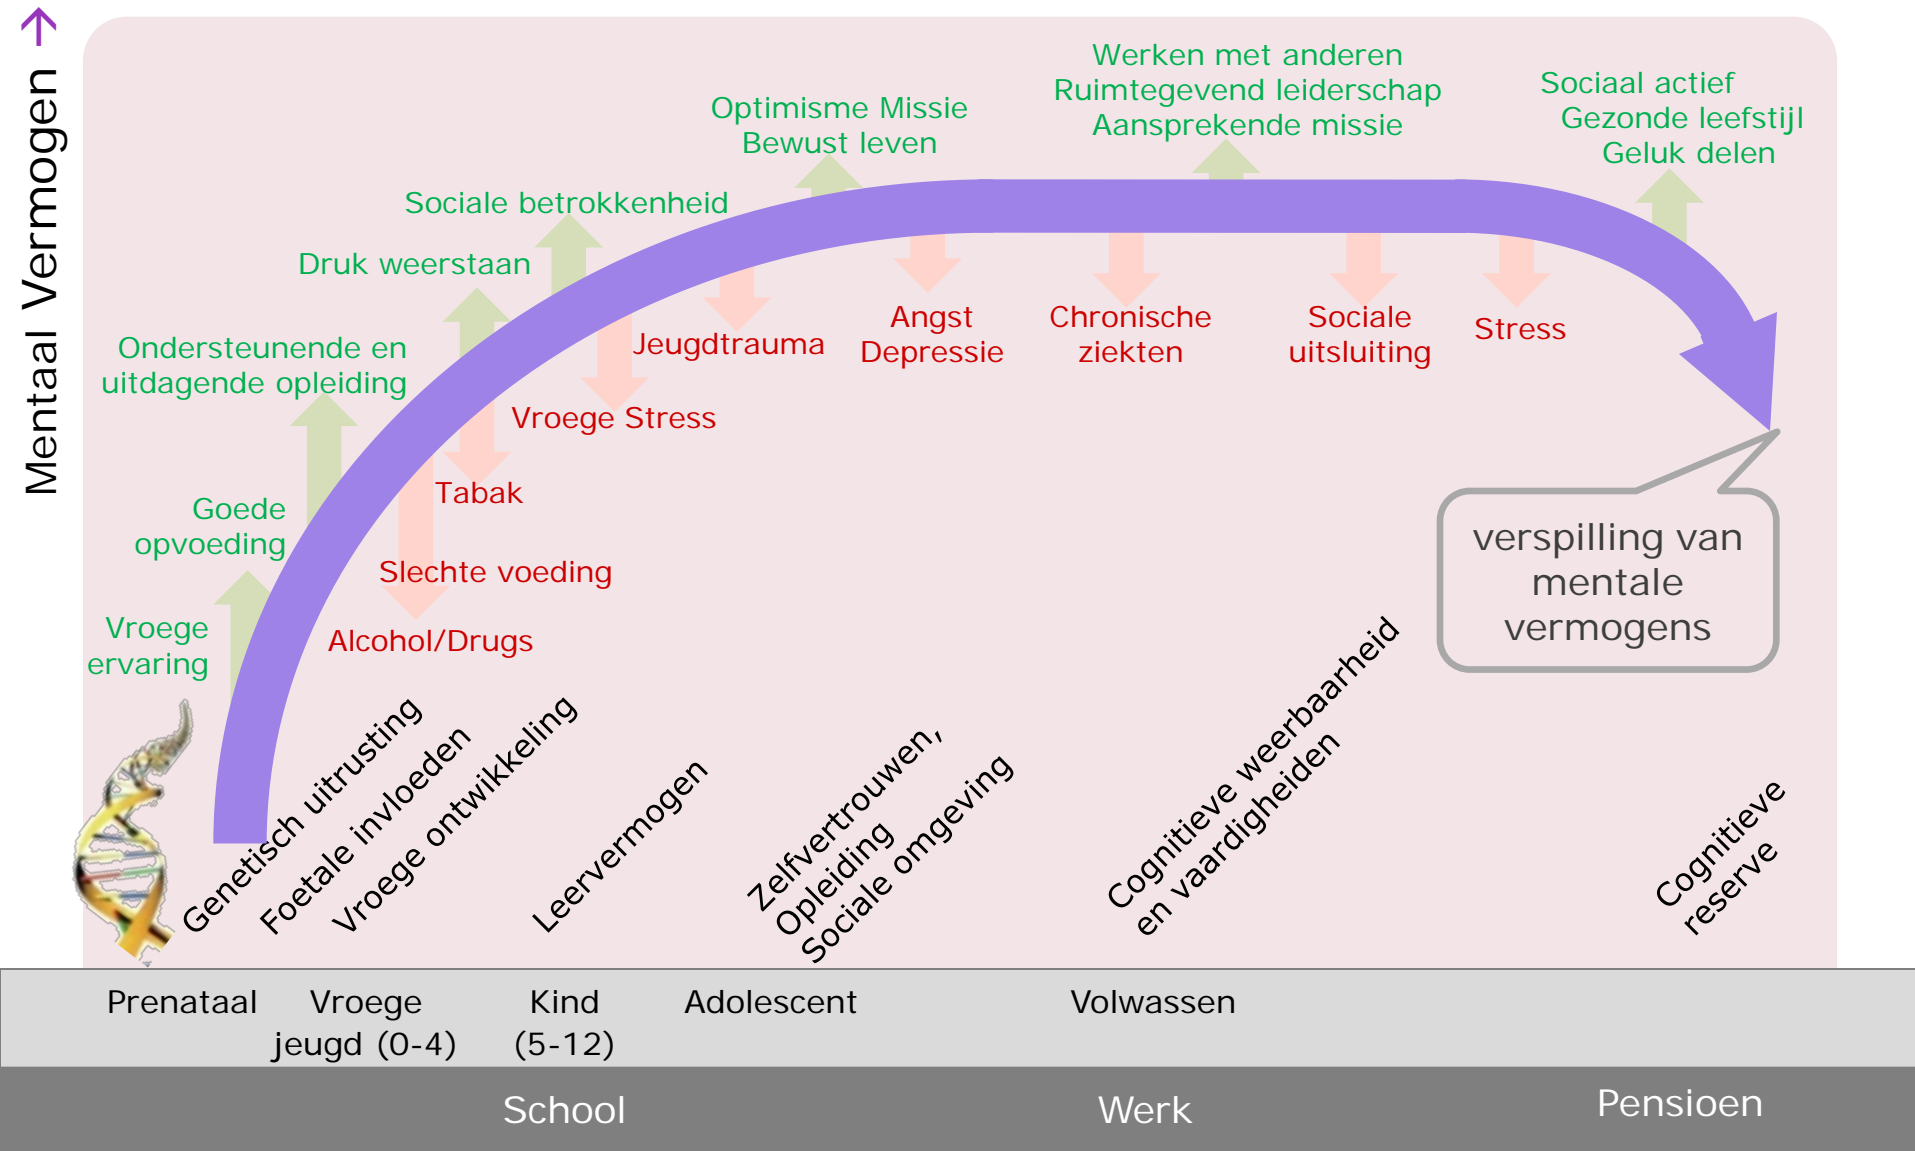 Mentaal Vermogen →
Werken met anderen
Ruimtegevend leiderschap
Aansprekende missie
Sociaal actief
Gezonde leefstijl
Geluk delen
Optimisme Missie
Bewust leven
Sociale betrokkenheid
Druk weerstaan
Ondersteunende en
uitdagende opleiding
Goede
opvoeding
Vroege
ervaring
Jeugdtrauma
Angst
Depressie
Chronische
ziekten
Sociale
uitsluiting
Stress
Vroege Stress
Tabak
Slechte voeding
Alcohol/Drugs
verspilling van
mentale
vermogens
Genetisch uitrusting
Foetale invloeden
Vroege ontwikkeling
Leervermogen
Zelfvertrouwen,
Opleiding
Sociale omgeving
Cognitieve weerbaarheid
en vaardigheiden
Cognitieve
reserve
Prenataal
Vroege
jeugd (0-4)
Kind
(5-12)
Adolescent
Volwassen
School
Werk
Pensioen